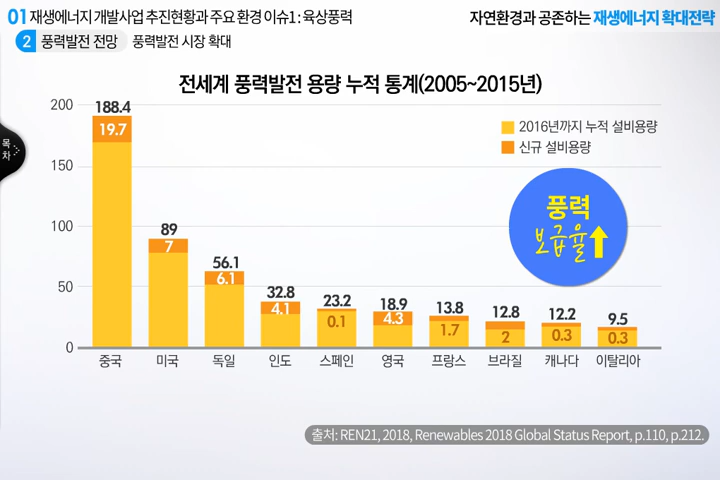 01 재생에너지 개발사업 추진현황과 주요 환경 이슈1 : 육상풍력
자연환경과 공존하는 재생에너지 확대전략
2 풍력발전 전망 풍력발전 시장 확대
전세계 풍력발전 용량 누적 통계(2005~2015년)
목차
200
150
100
50
0
2016년까지 누적 설비용량
신규 설비용량
풍력
보급율
188.4 89 56.1 32.8 23.2 18.9 13.8 12.8 12.2 9.5
19.7 7 6.1 4.1 0.1 4.3 1.7 2 0.3 0.3
중국 미국 독일 인도 스페인 영국 프랑스 브라질 캐나다 이탈리아
출처: REN21, 2018, Renewables 2018 Global Status Report, p.110, p.212.